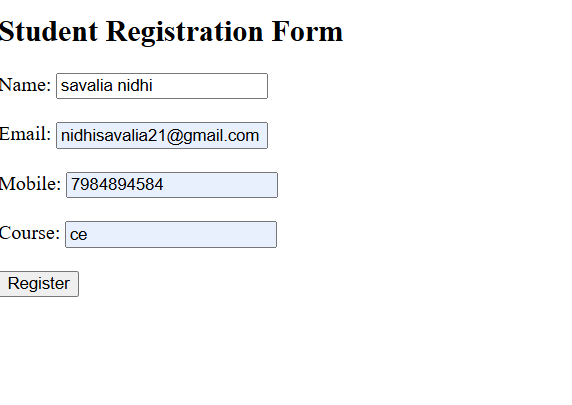 Student Registration Form
Name: savalia nidhi
Email: nidhisavalia21@gmail.com
Mobile: 7984894584
Course: ce
Register